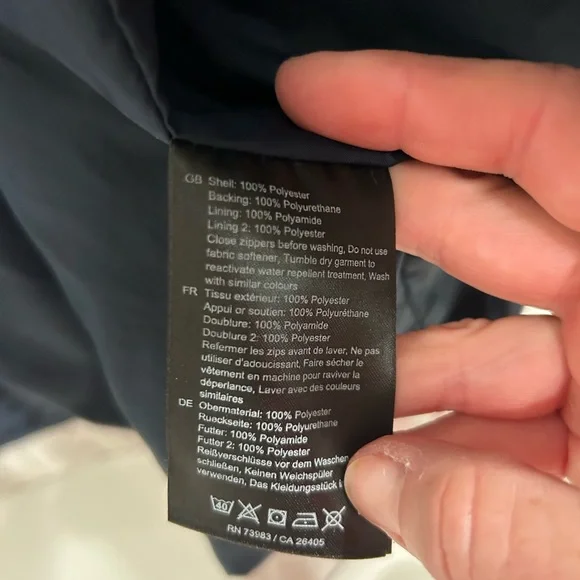 GB Shell: 100% Polyester
Backing: 100% Polyurethane
Lining: 100% Polyamide
Lining 2: 100% Polyester
Close zippers before washing, Do not use
fabric softener, Tumble dry garment to
reactivate water repellent treatment, Wash
with similar colours
FR Tissu extérieur: 100% Polyester
Appui or soutien: 100% Polyuréthane
Doublure: 100% Polyamide
Doublure 2: 100% Polyester
Refermer les zips avant de laver, Ne pas
utiliser d'adoucissant, Faire sécher le
vêtement en machine pour raviver la
déperlance, Laver avec des couleurs
similaires
DE Obermaterial: 100% Polyester
Rueckseite: 100% Polyurethane
Futter: 100% Polyamide
Futter 2: 100% Polyester
Reißverschlüsse vor dem Waschen
schließen, Keinen Weichspüler
verwenden, Das Kleidungsstück
40
RN 73983 / CA 26405